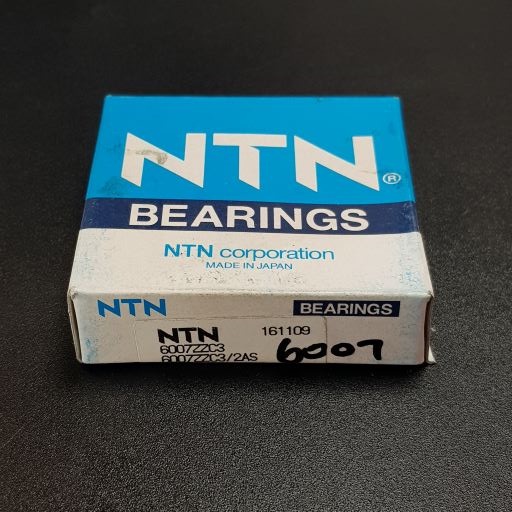 NTN®
BEARINGS
NTN corporation
MADE IN JAPAN
NTN BEARINGS
NTN 161109
6007ZZC3
6007ZZC3/2AS 6007